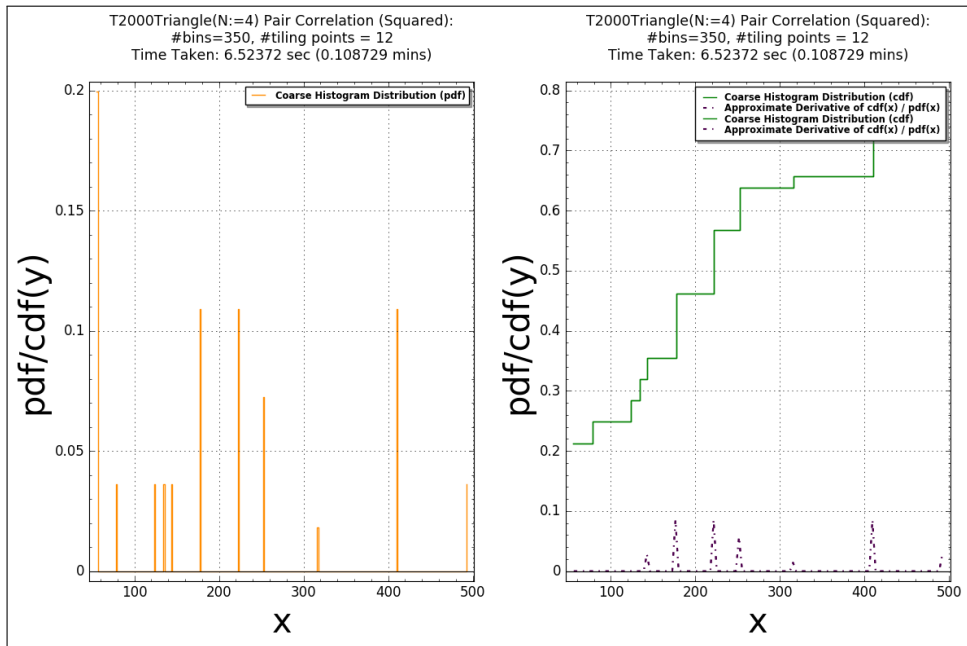 T2000Triangle(N:=4) Pair Correlation (Squared):
#bins=350, #tiling points = 12
Time Taken: 6.52372 sec (0.108729 mins)
Coarse Histogram Distribution (pdf)
0.2
0.15
0.1
0.05
0
pdf/cdf(y)
100
200
300
400
500
x
T2000Triangle(N:=4) Pair Correlation (Squared):
#bins=350, #tiling points = 12
Time Taken: 6.52372 sec (0.108729 mins)
Coarse Histogram Distribution (cdf)
Approximate Derivative of cdf(x) / pdf(x)
Coarse Histogram Distribution (cdf)
Approximate Derivative of cdf(x) / pdf(x)
0.8
0.7
0.6
0.5
0.4
0.3
0.2
0.1
0
pdf/cdf(y)
100
200
300
400
500
x